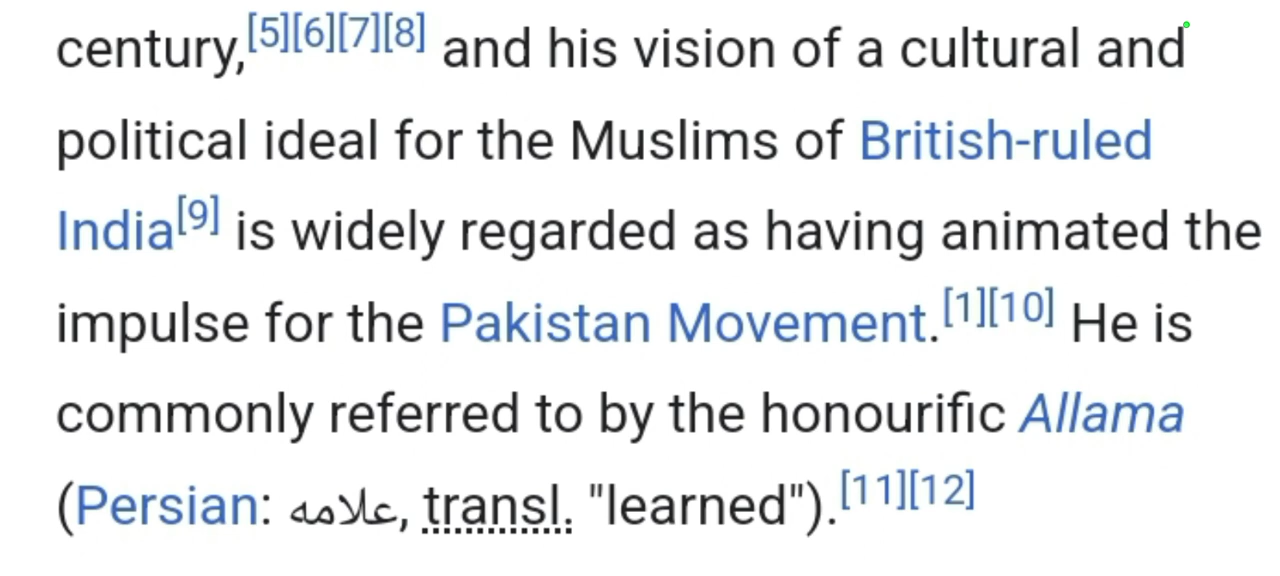 century,[5][6][7][8] and his vision of a cultural and
political ideal for the Muslims of British-ruled
India[9] is widely regarded as having animated the
impulse for the Pakistan Movement.[1][10] He is
commonly referred to by the honourific Allama
(Persian: علامه, transl. "learned").[11][12]